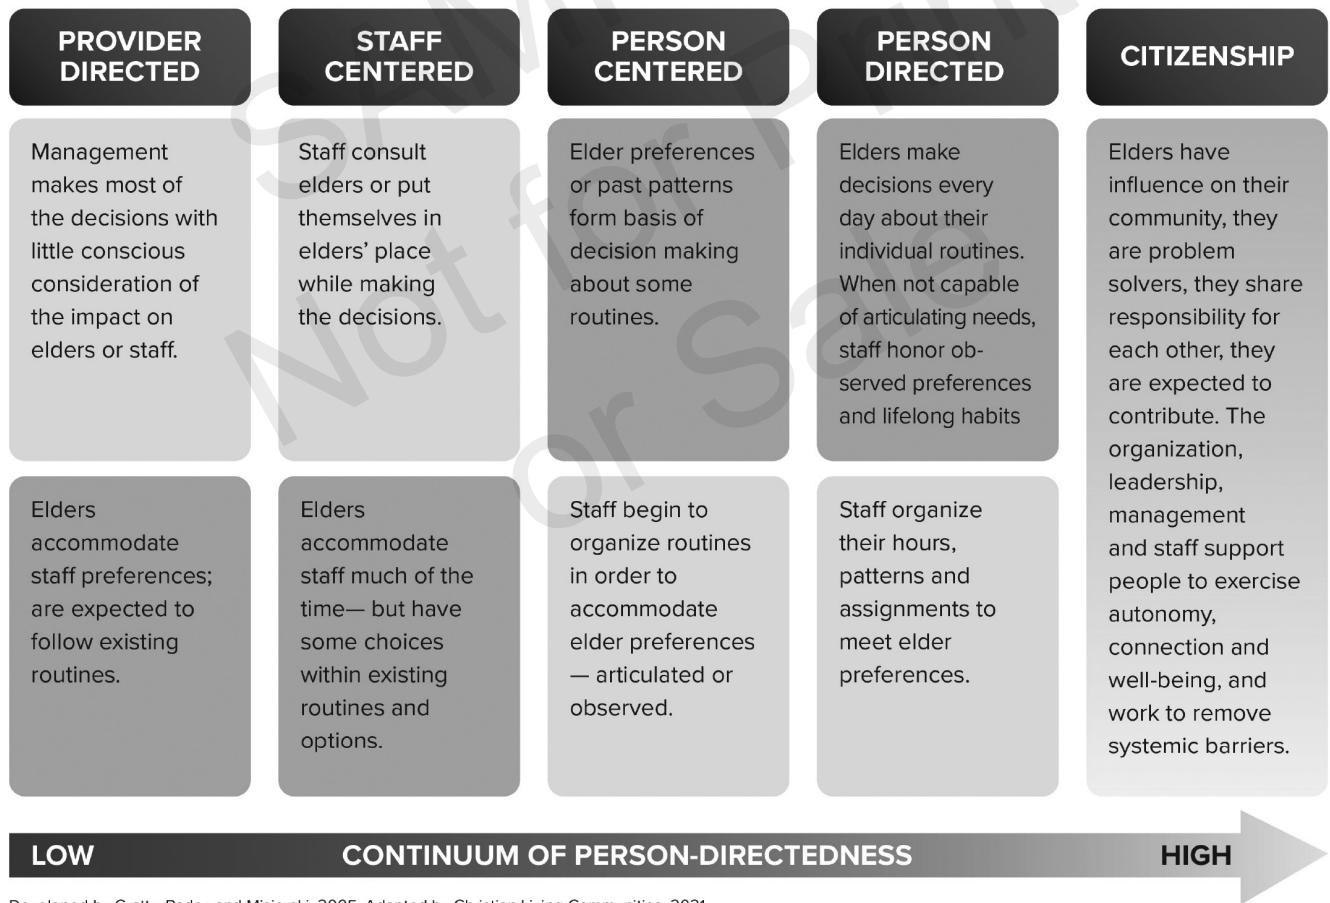 PROVIDER
DIRECTED
Management
makes most of
the decisions with
little conscious
consideration of
the impact on
elders or staff.
Elders
accommodate
staff preferences;
are expected to
follow existing
routines.
STAFF
CENTERED
Staff consult
elders or put
themselves in
elders’ place
while making
the decisions.
Elders
accommodate
staff much of the
time— but have
some choices
within existing
routines and
options.
PERSON
CENTERED
Elder preferences
or past patterns
form basis of
decision making
about some
routines.
Staff begin to
organize routines
in order to
accommodate
elder preferences
— articulated or
observed.
PERSON
DIRECTED
Elders make
decisions every
day about their
individual routines.
When not capable
of articulating needs,
staff honor ob-
served preferences
and lifelong habits
Staff organize
their hours,
patterns and
assignments to
meet elder
preferences.
CITIZENSHIP
Elders have
influence on their
community, they
are problem
solvers, they share
responsibility for
each other, they
are expected to
contribute. The
organization,
leadership,
management
and staff support
people to exercise
autonomy,
connection and
well-being, and
work to remove
systemic barriers.
LOW CONTINUUM OF PERSON-DIRECTEDNESS HIGH
Not for Print
or Sale